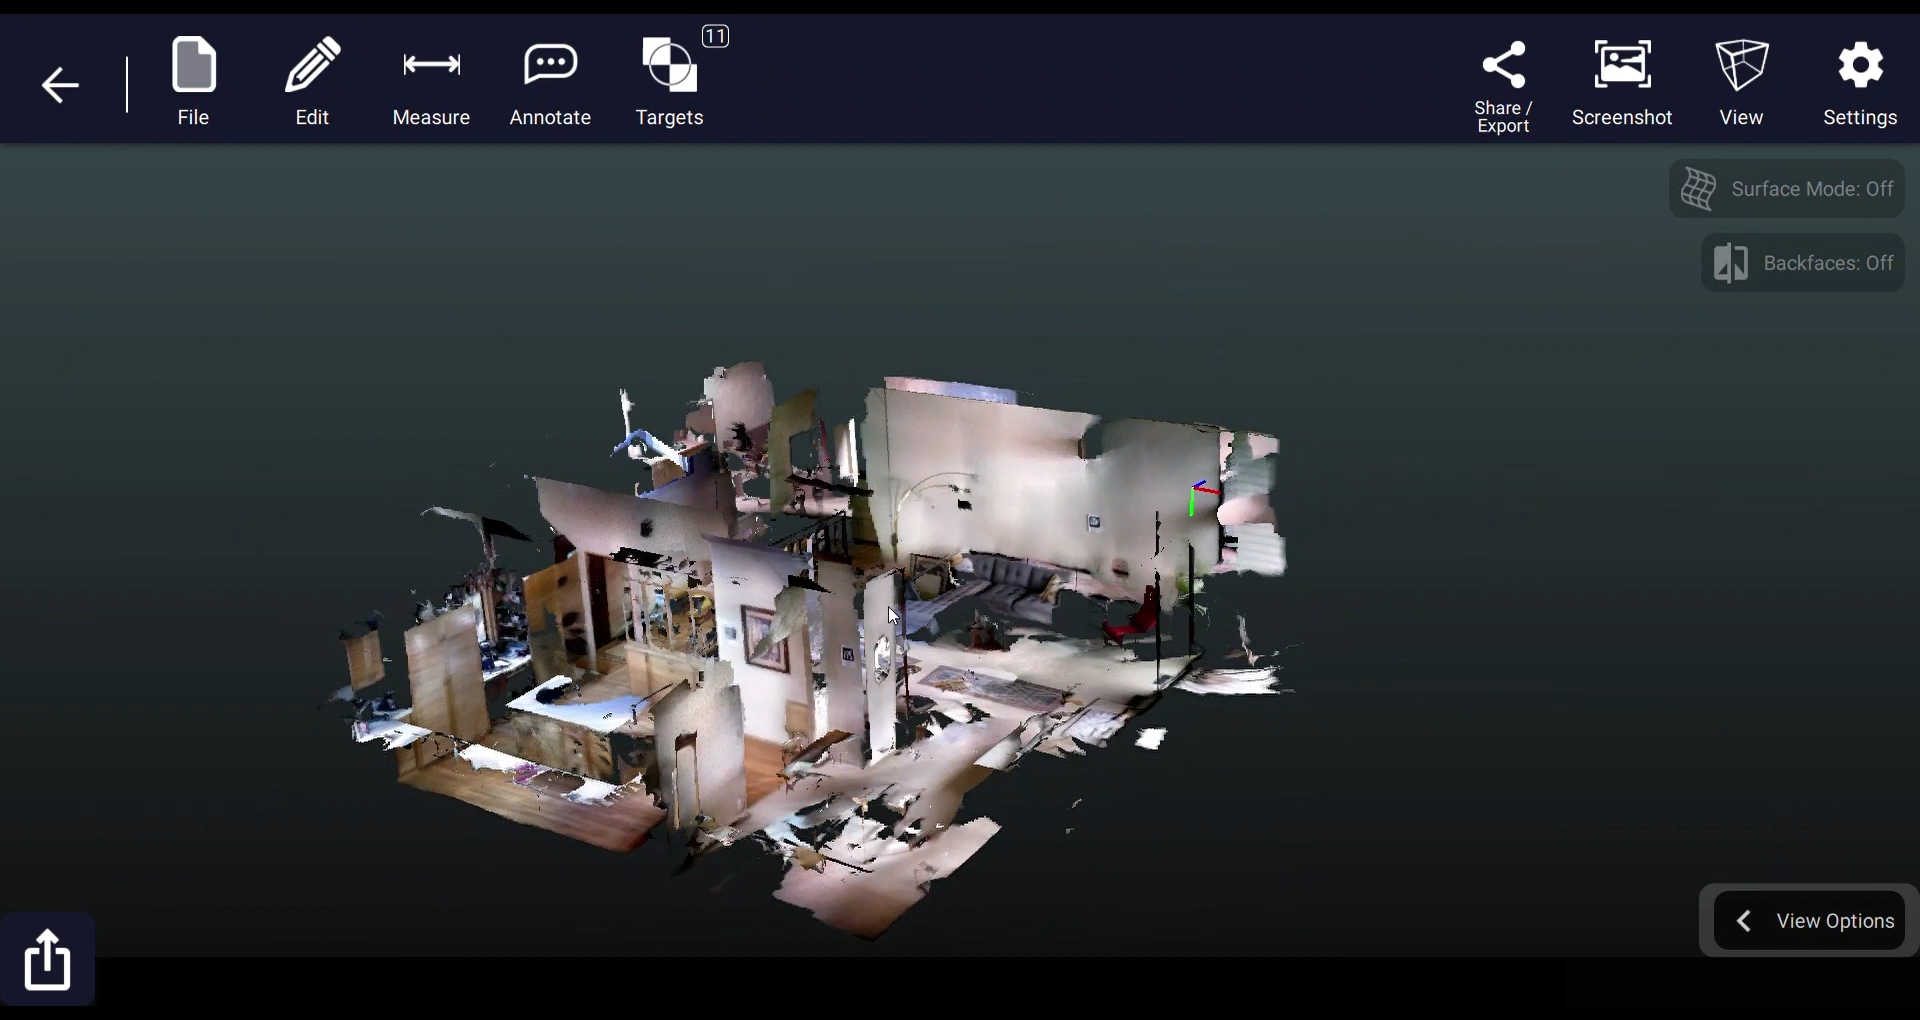 File
Edit
Measure
Annotate
Targets
11
Share /
Export
Screenshot
View
Settings
Surface Mode: Off
Backfaces: Off
View Options